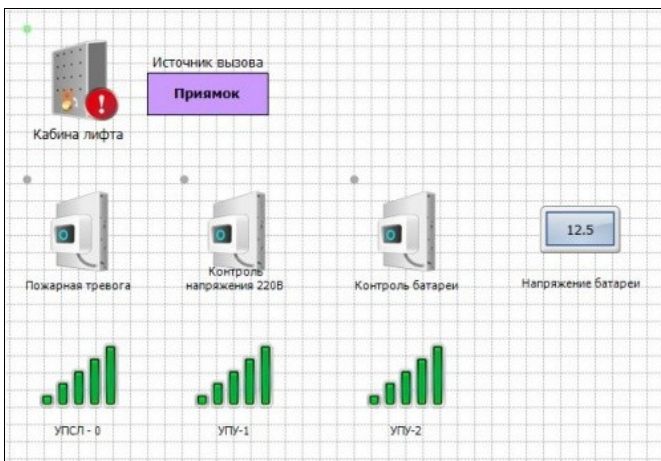 Источник вызова
Приямок
Кабина лифта
12.5
Пожарная тревога
Контроль
напряжения 220В
Контроль батареи
Напряжение батареи
УПСЛ - 0
УПУ-1
УПУ-2